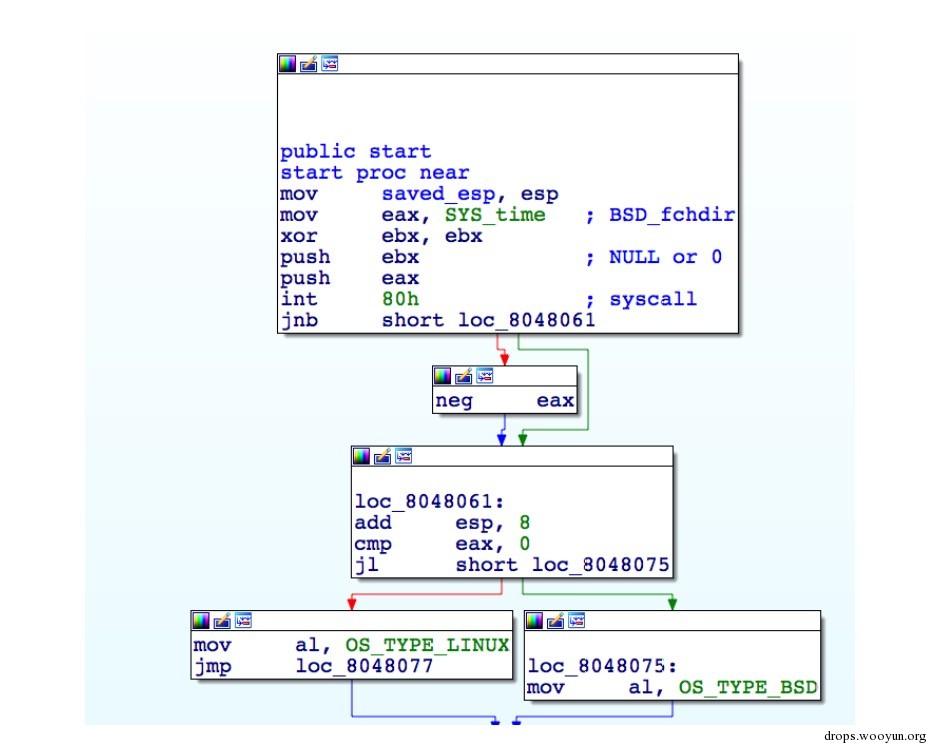 public start
start proc near
mov saved_esp, esp
mov eax, SYS_time ; BSD_fchdir
xor ebx, ebx
push ebx ; NULL or 0
push eax
int 80h ; syscall
jnb short loc_8048061
neg eax
loc_8048061:
add esp, 8
cmp eax, 0
jl short loc_8048075
mov al, OS_TYPE_LINUX
jmp loc_8048077
loc_8048075:
mov al, OS_TYPE_BSD
drops.wooyun.org